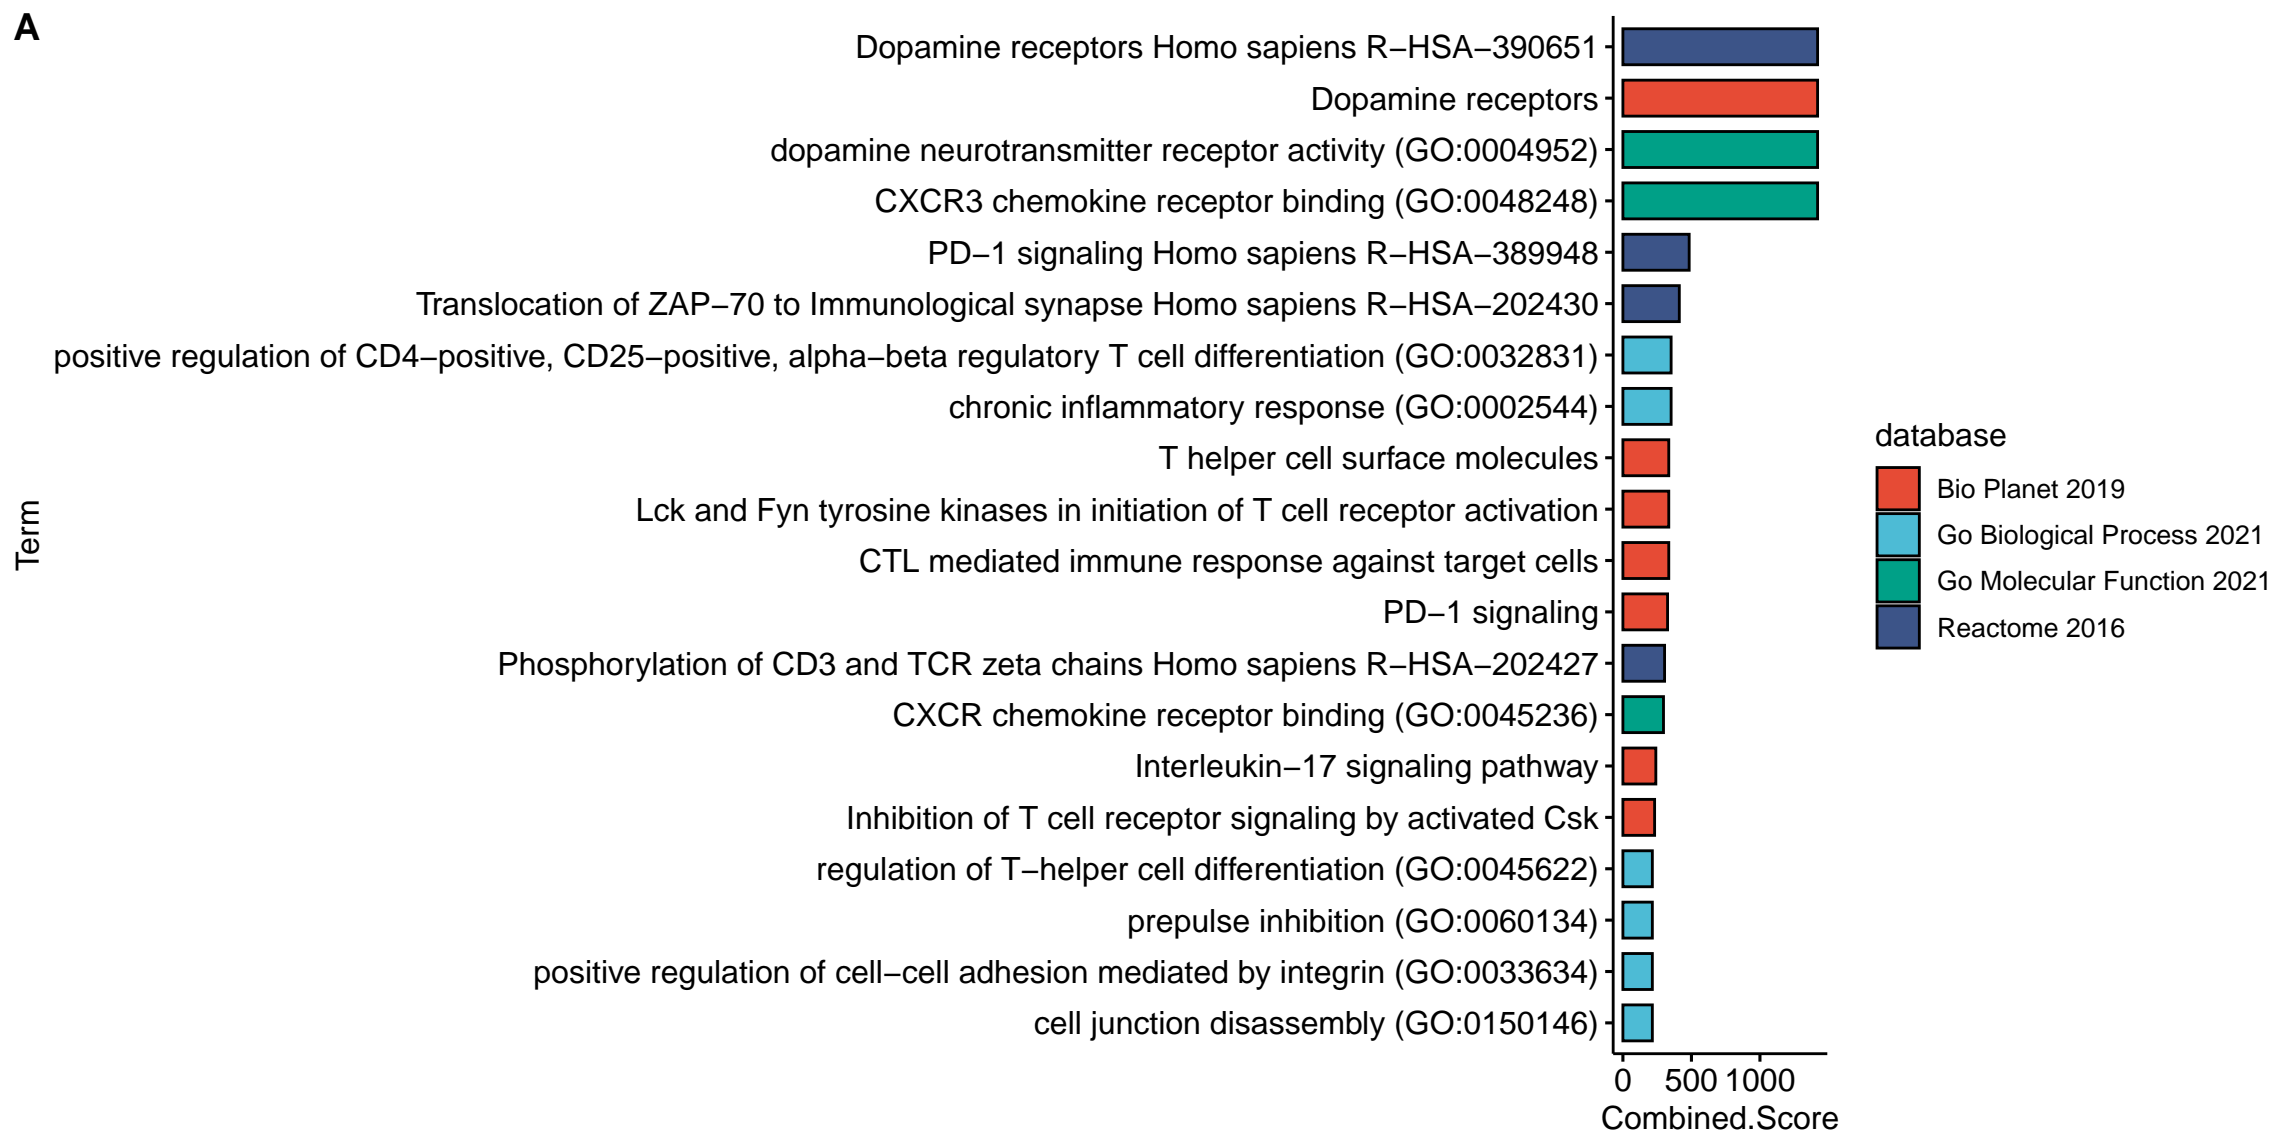 A
Dopamine receptors Homo sapiens R−HSA−390651
Dopamine receptors
dopamine neurotransmitter receptor activity (GO:0004952)
CXCR3 chemokine receptor binding (GO:0048248)
PD−1 signaling Homo sapiens R−HSA−389948
Translocation of ZAP−70 to Immunological synapse Homo sapiens R−HSA−202430
positive regulation of CD4−positive, CD25−positive, alpha−beta regulatory T cell differentiation (GO:0032831)
chronic inflammatory response (GO:0002544)
T helper cell surface molecules
Lck and Fyn tyrosine kinases in initiation of T cell receptor activation
CTL mediated immune response against target cells
PD−1 signaling
Phosphorylation of CD3 and TCR zeta chains Homo sapiens R−HSA−202427
CXCR chemokine receptor binding (GO:0045236)
Interleukin−17 signaling pathway
Inhibition of T cell receptor signaling by activated Csk
regulation of T−helper cell differentiation (GO:0045622)
prepulse inhibition (GO:0060134)
positive regulation of cell−cell adhesion mediated by integrin (GO:0033634)
cell junction disassembly (GO:0150146)
Term
0 500 1000
Combined.Score
database
Bio Planet 2019
Go Biological Process 2021
Go Molecular Function 2021
Reactome 2016